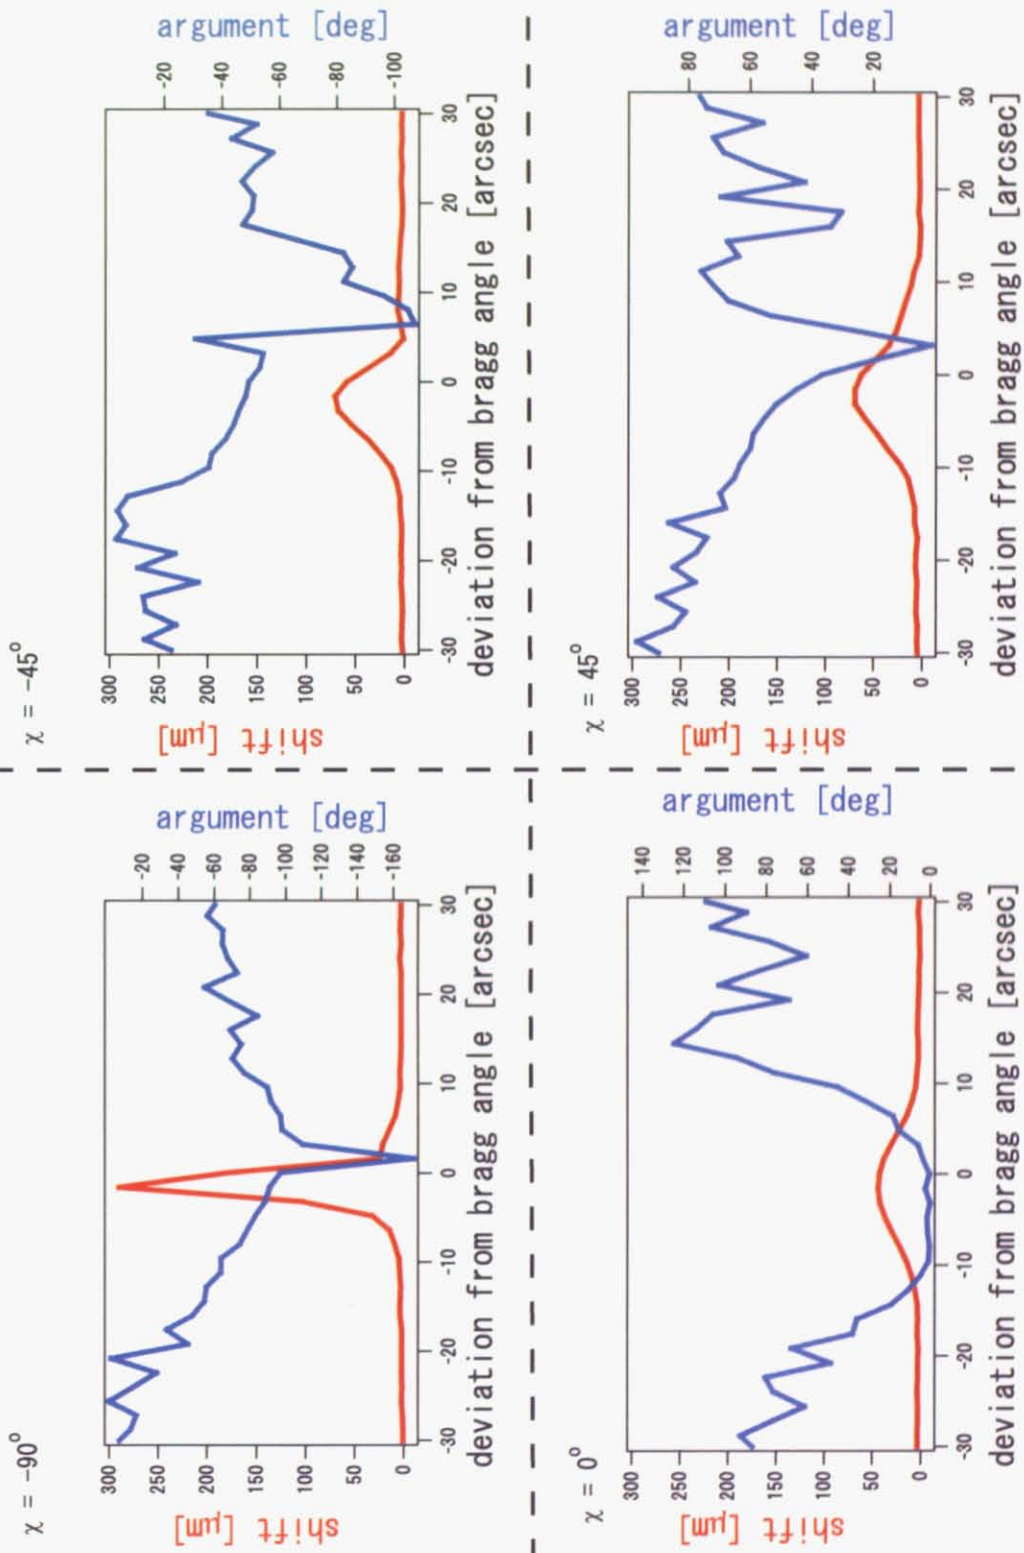 χ = -90°
shift [μm]
300
250
200
150
100
50
0
-30 -20 -10 0 10 20 30
deviation from bragg angle [arcsec]
-20
-40
-60
-80
-100
-120
-140
-160
argument [deg]
χ = -45°
shift [μm]
300
250
200
150
100
50
0
-30 -20 -10 0 10 20 30
deviation from bragg angle [arcsec]
-20
-40
-60
-80
-100
argument [deg]
χ = 0°
shift [μm]
300
250
200
150
100
50
0
-30 -20 -10 0 10 20 30
deviation from bragg angle [arcsec]
140
120
100
80
60
40
20
0
argument [deg]
χ = 45°
shift [μm]
300
250
200
150
100
50
0
-30 -20 -10 0 10 20 30
deviation from bragg angle [arcsec]
80
60
40
20
argument [deg]